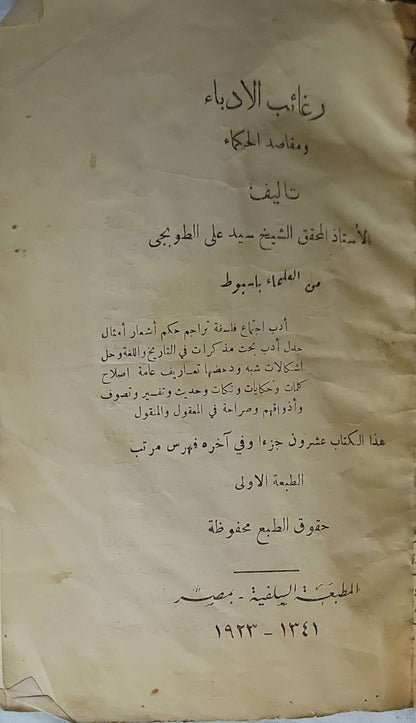 رغائب الادباء
ومقاصد الحكماء
تاليف
الأستاذ المحقق الشيخ سيد على الطوبجى
من العلماء باسيوط
أدب اجتماع فلسفة تراجم حكم أشعار أمثال
جدل أدب بحث مذكرات في التاريخ واللغة وحل
اشكالات شبه ودحضها تعاريف عامة اصلاح
كلمات وحكايات ونكات وحديث وتفسير وتصوف
وأذواقهم وصراحة في المعقول والمنقول
هذا الكتاب عشرون جزءا وفي آخره فهرس مرتب
الطبعة الاولى
حقوق الطبع محفوظة
المطبعة السلفية - بمصر
١٣٤١ - ١٩٢٣